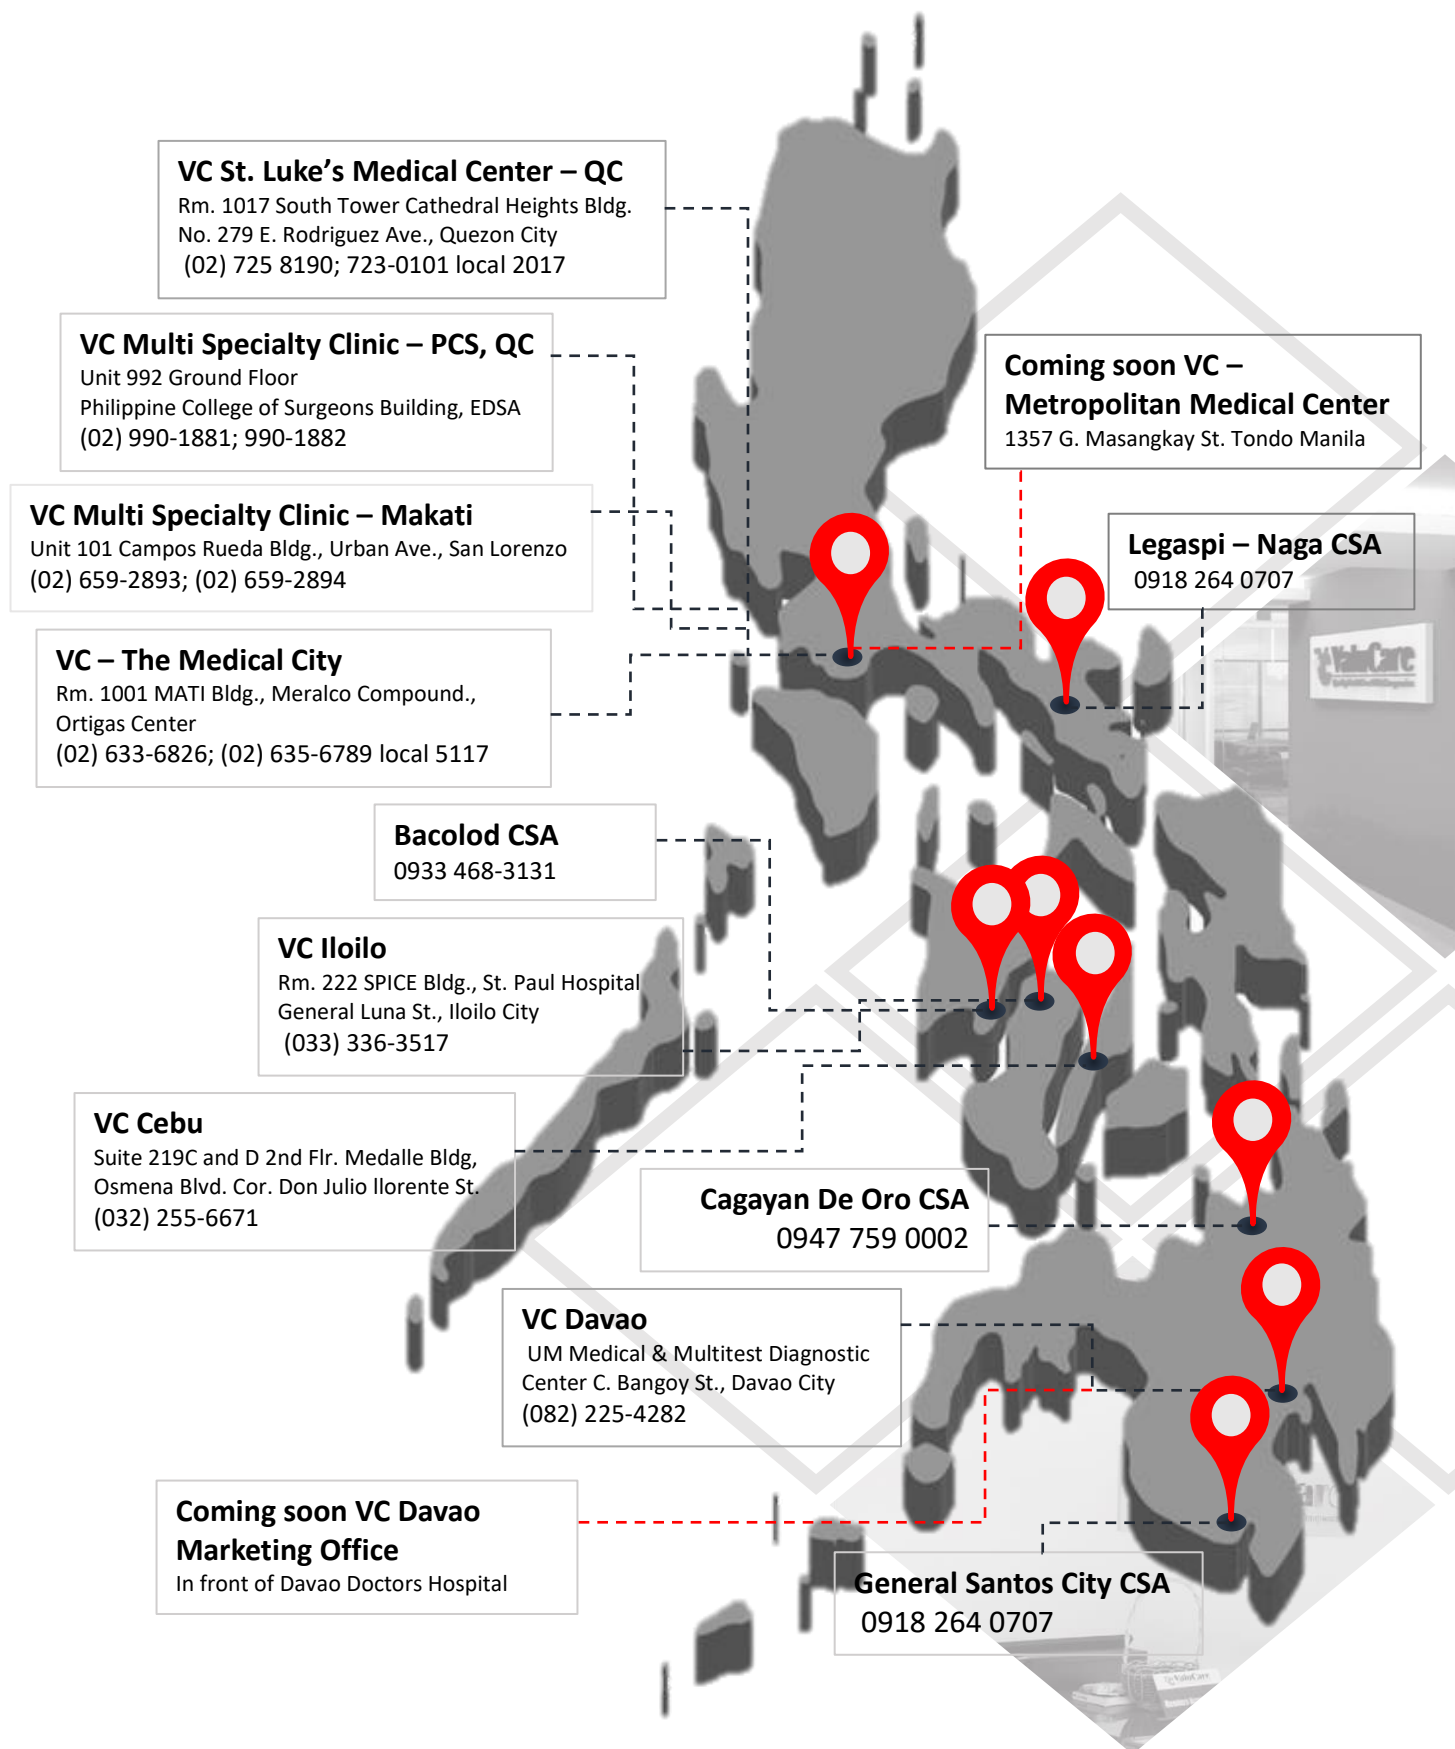 VC St. Luke’s Medical Center – QC
Rm. 1017 South Tower Cathedral Heights Bldg.
No. 279 E. Rodriguez Ave., Quezon City
(02) 725 8190; 723-0101 local 2017
VC Multi Specialty Clinic – PCS, QC
Unit 992 Ground Floor
Philippine College of Surgeons Building, EDSA
(02) 990-1881; 990-1882
Coming soon VC –
Metropolitan Medical Center
1357 G. Masangkay St. Tondo Manila
VC Multi Specialty Clinic – Makati
Unit 101 Campos Rueda Bldg., Urban Ave., San Lorenzo
(02) 659-2893; (02) 659-2894
Legaspi – Naga CSA
0918 264 0707
VC – The Medical City
Rm. 1001 MATI Bldg., Meralco Compound.,
Ortigas Center
(02) 633-6826; (02) 635-6789 local 5117
ValuCare
Bacolod CSA
0933 468-3131
VC Iloilo
Rm. 222 SPICE Bldg., St. Paul Hospital
General Luna St., Iloilo City
(033) 336-3517
VC Cebu
Suite 219C and D 2nd Flr. Medalle Bldg,
Osmena Blvd. Cor. Don Julio llorente St.
(032) 255-6671
Cagayan De Oro CSA
0947 759 0002
VC Davao
UM Medical & Multitest Diagnostic
Center C. Bangoy St., Davao City
(082) 225-4282
Coming soon VC Davao
Marketing Office
In front of Davao Doctors Hospital
General Santos City CSA
0918 264 0707
ValuCare